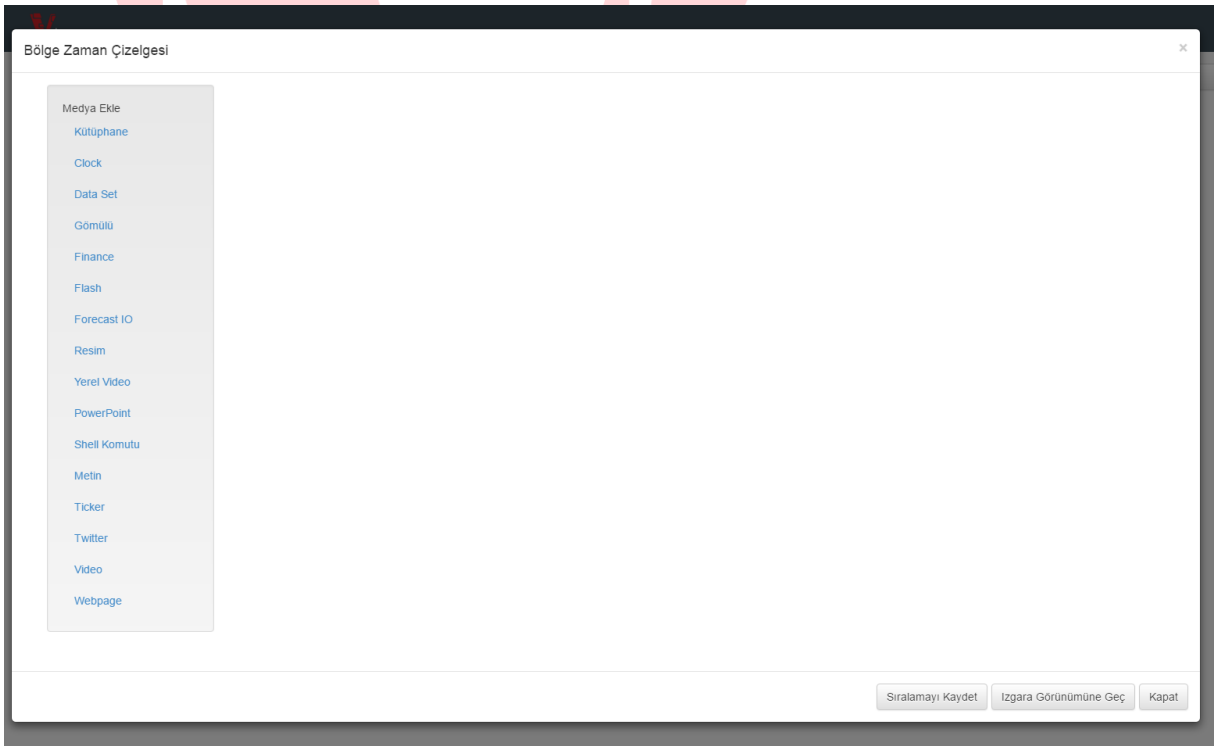 Bölge Zaman Çizelgesi
×
Medya Ekle
Kütüphane
Clock
Data Set
Gömülü
Finance
Flash
Forecast IO
Resim
Yerel Video
PowerPoint
Shell Komutu
Metin
Ticker
Twitter
Video
Webpage
Sıralamayı Kaydet Izgara Görünümüne Geç Kapat